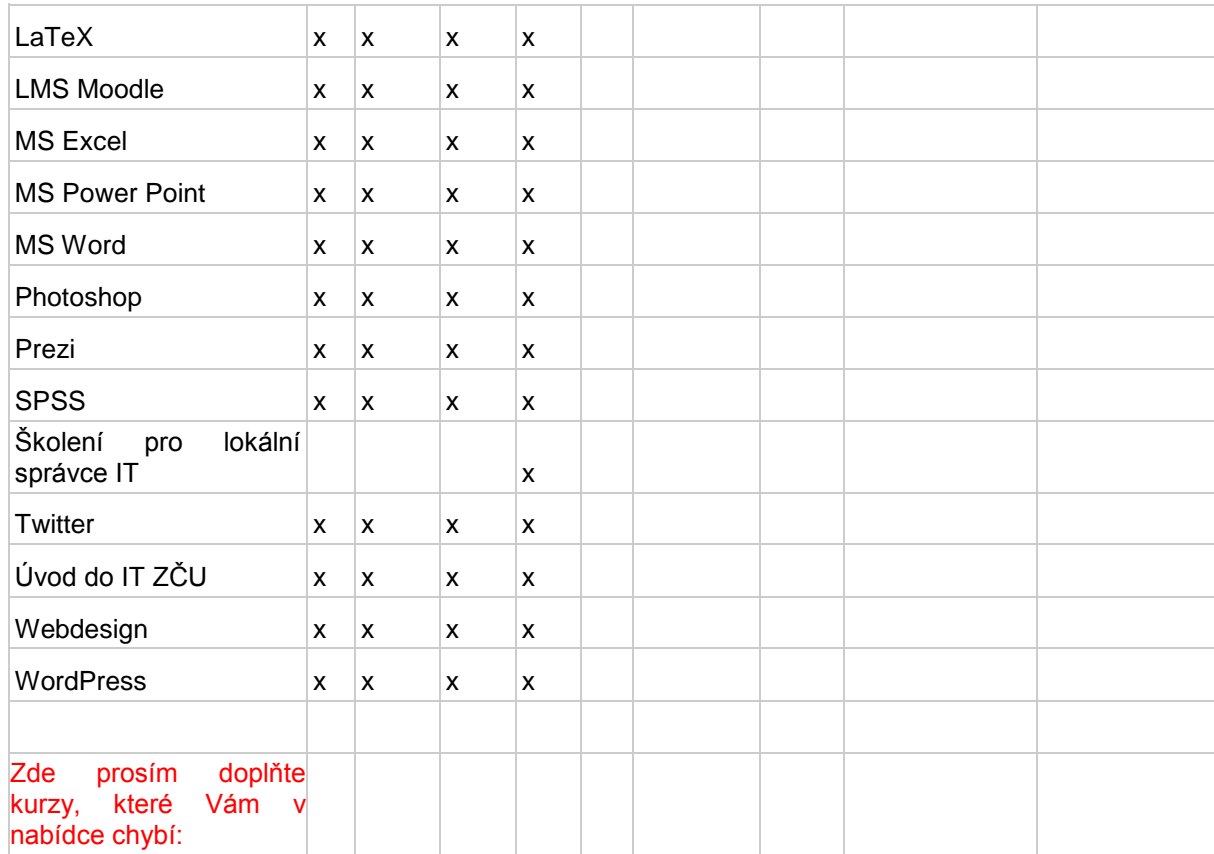 LaTeX x x x x
LMS Moodle x x x x
MS Excel x x x x
MS Power Point x x x x
MS Word x x x x
Photoshop x x x x
Prezi x x x x
SPSS x x x x
Školení pro lokální
správce IT x
Twitter x x x x
Úvod do IT ZČU x x x x
Webdesign x x x x
WordPress x x x x
Zde prosím doplňte
kurzy, které Vám v
nabídce chybí: